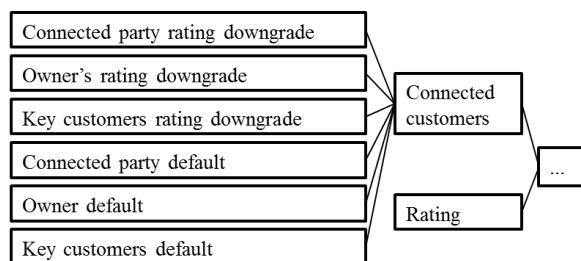 Connected party rating downgrade
Owner's rating downgrade
Key customers rating downgrade
Connected party default
Owner default
Key customers default
Connected
customers
Rating
...